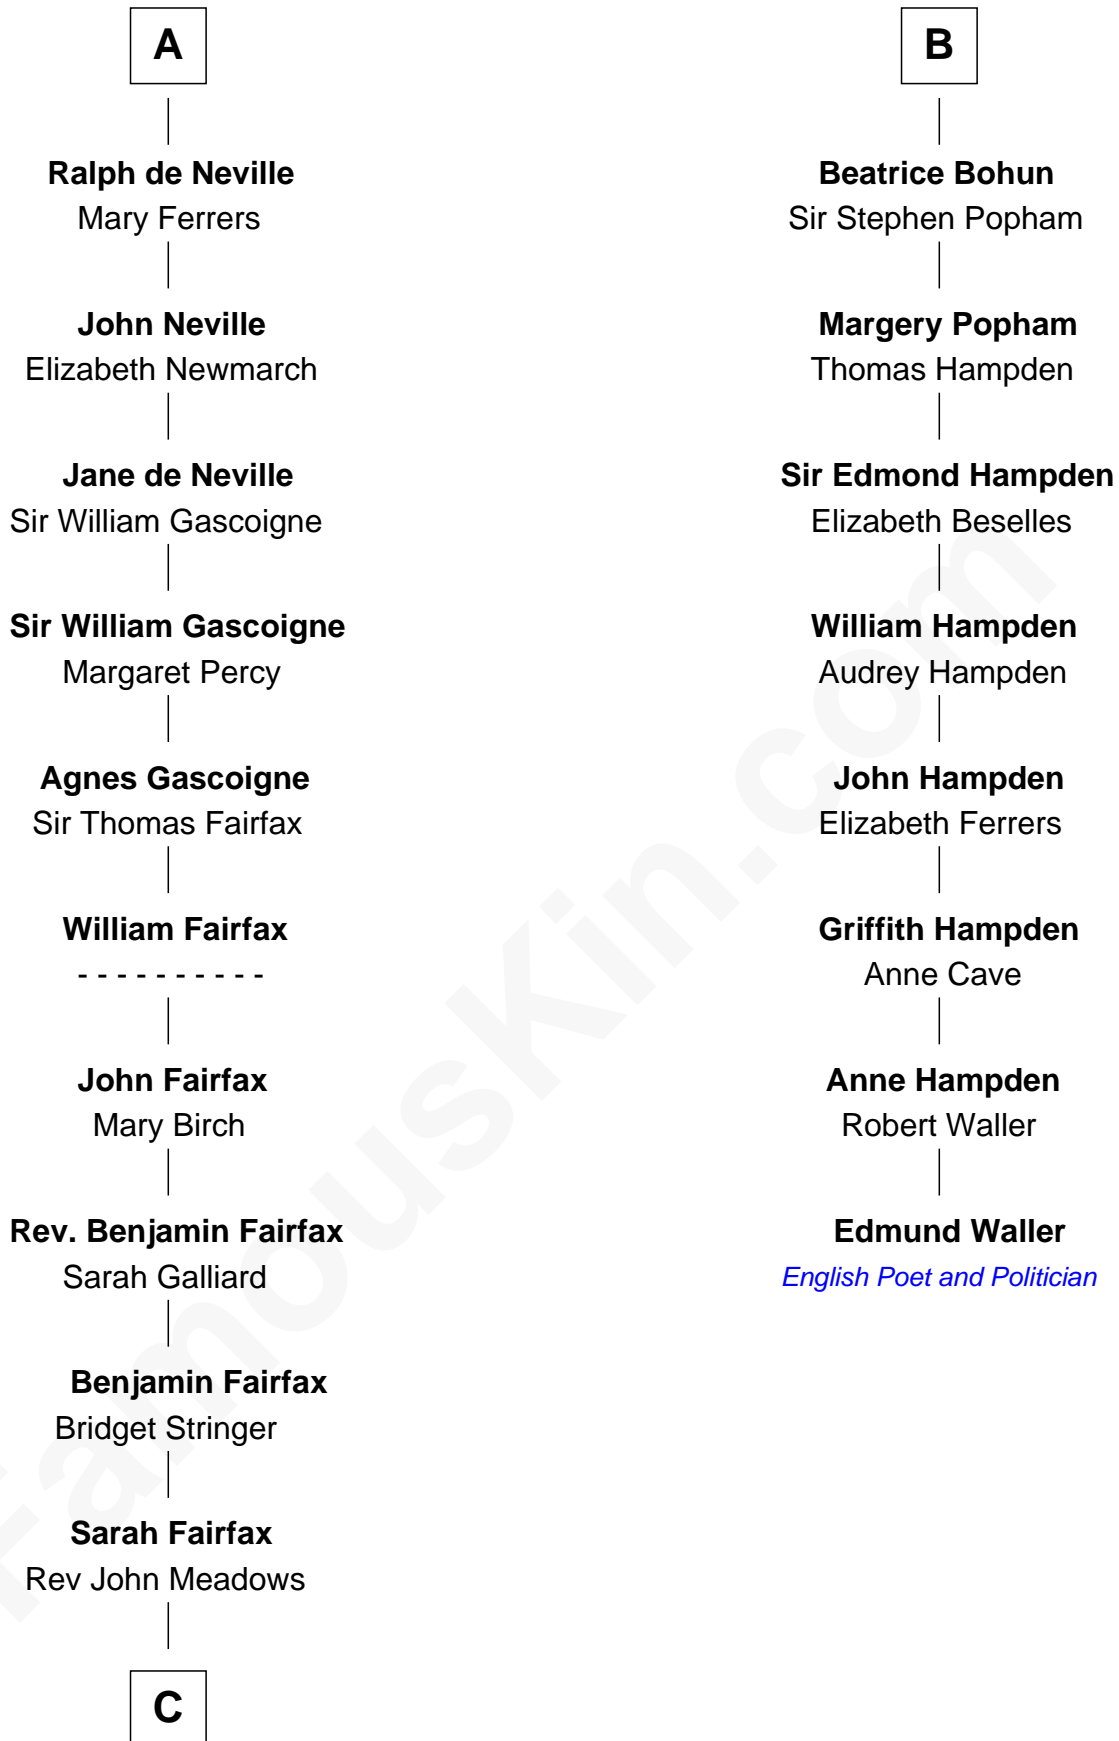 A
Ralph de Neville
Mary Ferrers
John Neville
Elizabeth Newmarch
Jane de Neville
Sir William Gascoigne
Sir William Gascoigne
Margaret Percy
Agnes Gascoigne
Sir Thomas Fairfax
William Fairfax
- - - - - - - - - -
John Fairfax
Mary Birch
Rev. Benjamin Fairfax
Sarah Galliard
Benjamin Fairfax
Bridget Stringer
Sarah Fairfax
Rev John Meadows
C
B
Beatrice Bohun
Sir Stephen Popham
Margery Popham
Thomas Hampden
Sir Edmond Hampden
Elizabeth Beselles
William Hampden
Audrey Hampden
John Hampden
Elizabeth Ferrers
Griffith Hampden
Anne Cave
Anne Hampden
Robert Waller
Edmund Waller
English Poet and Politician
FamousKin.com